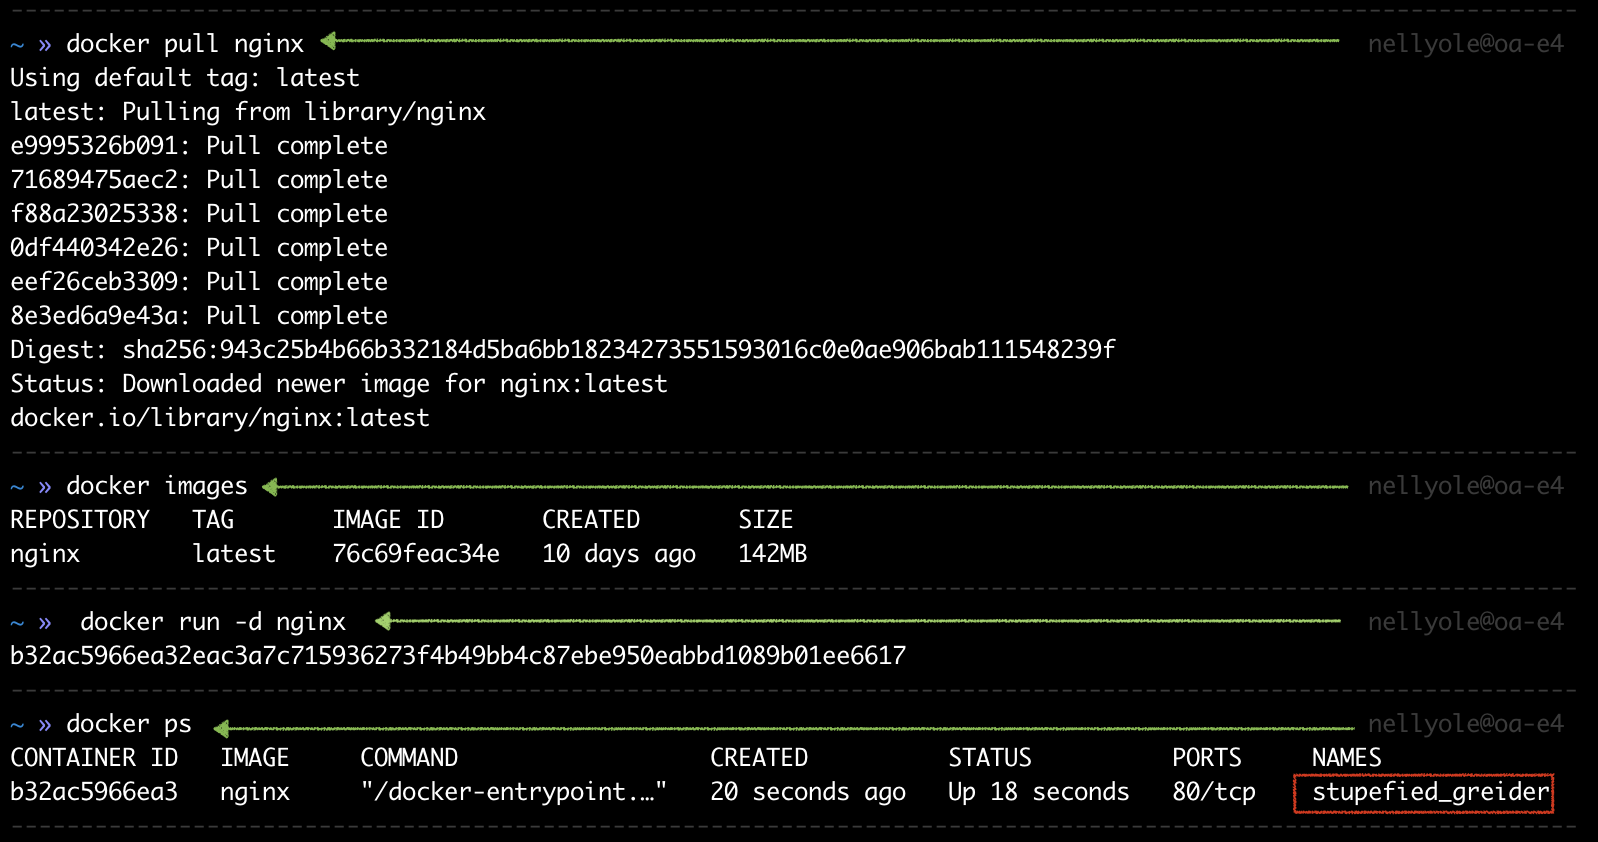 ~ » docker pull nginx nellyole@oa-e4
Using default tag: latest
latest: Pulling from library/nginx
e9995326b091: Pull complete
71689475aec2: Pull complete
f88a23025338: Pull complete
0df440342e26: Pull complete
eef26ceb3309: Pull complete
8e3ed6a9e43a: Pull complete
Digest: sha256:943c25b4b66b332184d5ba6bb18234273551593016c0e0ae906bab111548239f
Status: Downloaded newer image for nginx:latest
docker.io/library/nginx:latest
~ » docker images nellyole@oa-e4
REPOSITORY TAG IMAGE ID CREATED SIZE
nginx latest 76c69feac34e 10 days ago 142MB
~ » docker run -d nginx nellyole@oa-e4
b32ac5966ea32eac3a7c715936273f4b49bb4c87ebe950eabbd1089b01ee6617
~ » docker ps nellyole@oa-e4
CONTAINER ID IMAGE COMMAND CREATED STATUS PORTS NAMES
b32ac5966ea3 nginx "/docker-entrypoint.…" 20 seconds ago Up 18 seconds 80/tcp stupefied_greider